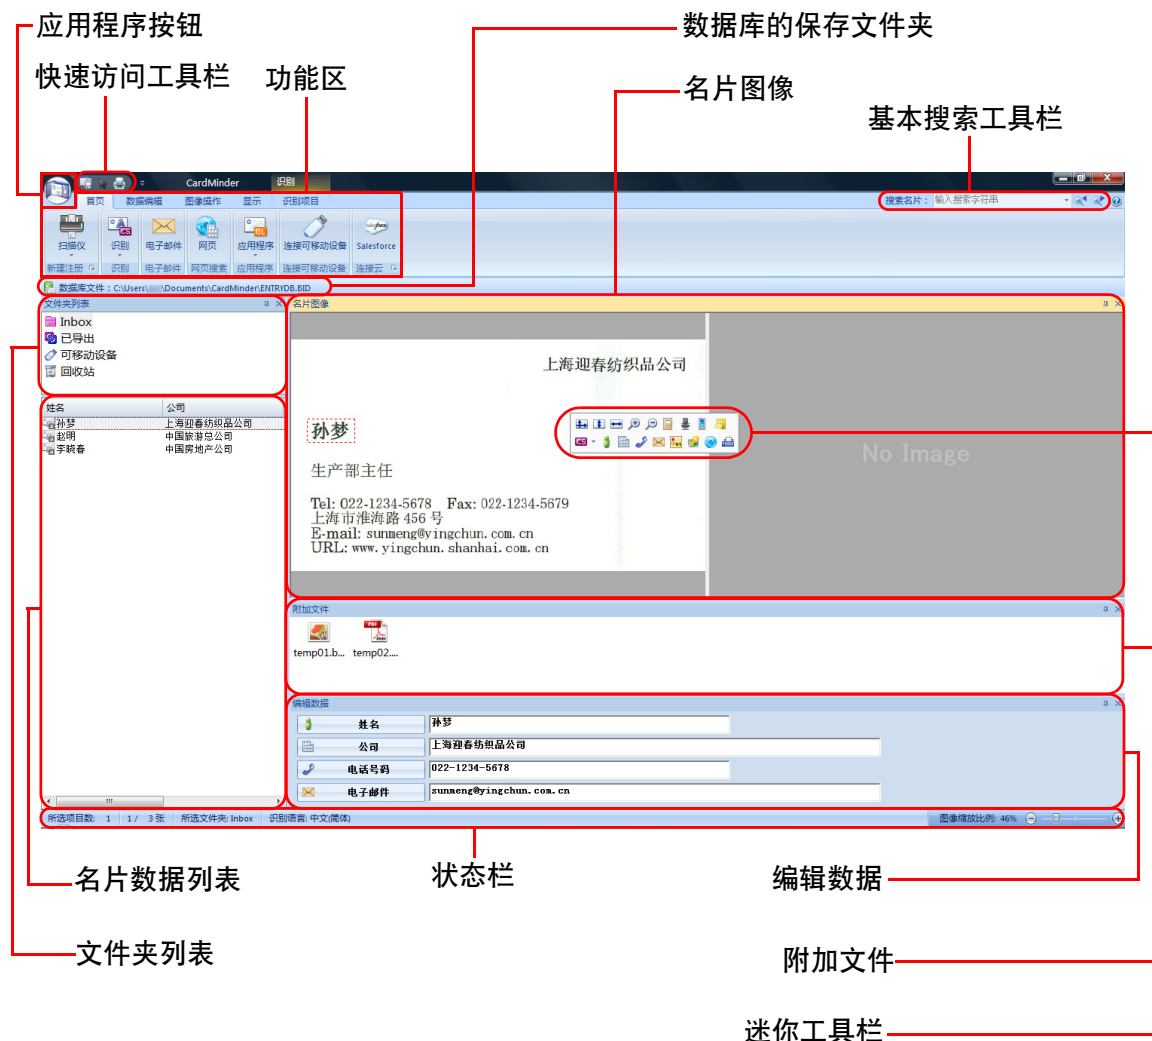 应用程序按钮
数据库的保存文件夹
快速访问工具栏
功能区
名片图像
基本搜索工具栏
CardMinder
识别
首页 数据编辑 图像操作 显示 识别项目
搜索名片： 输入搜索字符串
扫描仪 识别 电子邮件 网页 应用程序 连接可移动设备 Salesforce
新建注册 识别 电子邮件 网页搜索 应用程序 连接可移动设备 连接云
数据库文件：C:\Users\ \Documents\CardMinder\ENTRYDB.BID
文件夹列表
名片图像
Inbox
已导出
可移动设备
回收站
姓名 公司
孙梦 上海迎春纺织品公司
赵明 中国旅游总公司
李晓春 中国房地产公司
上海迎春纺织品公司
孙梦
生产部主任
Tel: 022-1234-5678 Fax: 022-1234-5679
上海市淮海路 456 号
E-mail: sunmeng@yingchun.com.cn
URL: www.yingchun.shanhai.com.cn
No Image
附加文件
temp01.b... temp02....
编辑数据
姓名 孙梦
公司 上海迎春纺织品公司
电话号码 022-1234-5678
电子邮件 sunmeng@yingchun.com.cn
所选项目数: 1 1 / 3 张 所选文件夹: Inbox 识别语言: 中文(简体)
图像缩放比例: 46%
名片数据列表
状态栏
编辑数据
文件夹列表
附加文件
迷你工具栏